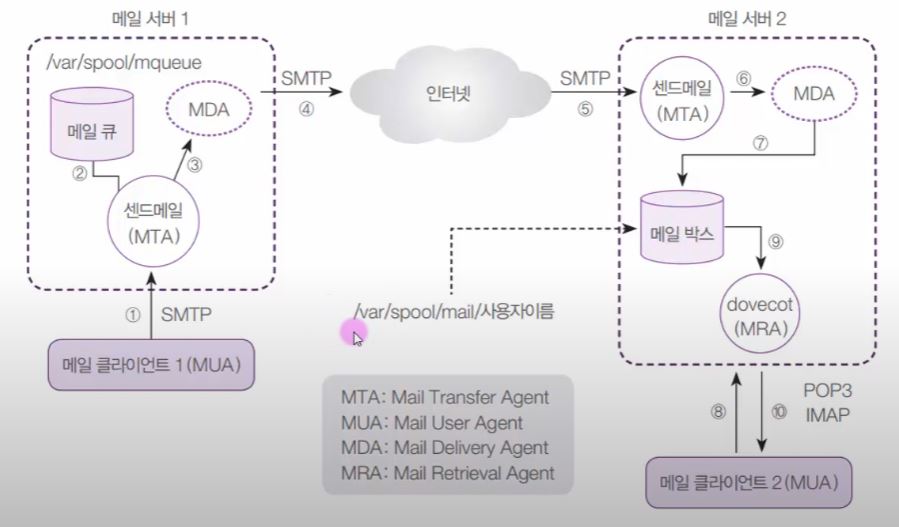 메일 서버 1
/var/spool/mqueue
메일 큐
MDA
②
③
센드메일
(MTA)
① SMTP
메일 클라이언트 1(MUA)
SMTP
④
인터넷
SMTP
⑤
메일 서버 2
센드메일
(MTA)
⑥
MDA
⑦
메일 박스
⑨
dovecot
(MRA)
/var/spool/mail/사용자이름
⑧
⑩
POP3
IMAP
메일 클라이언트 2(MUA)
MTA: Mail Transfer Agent
MUA: Mail User Agent
MDA: Mail Delivery Agent
MRA: Mail Retrieval Agent